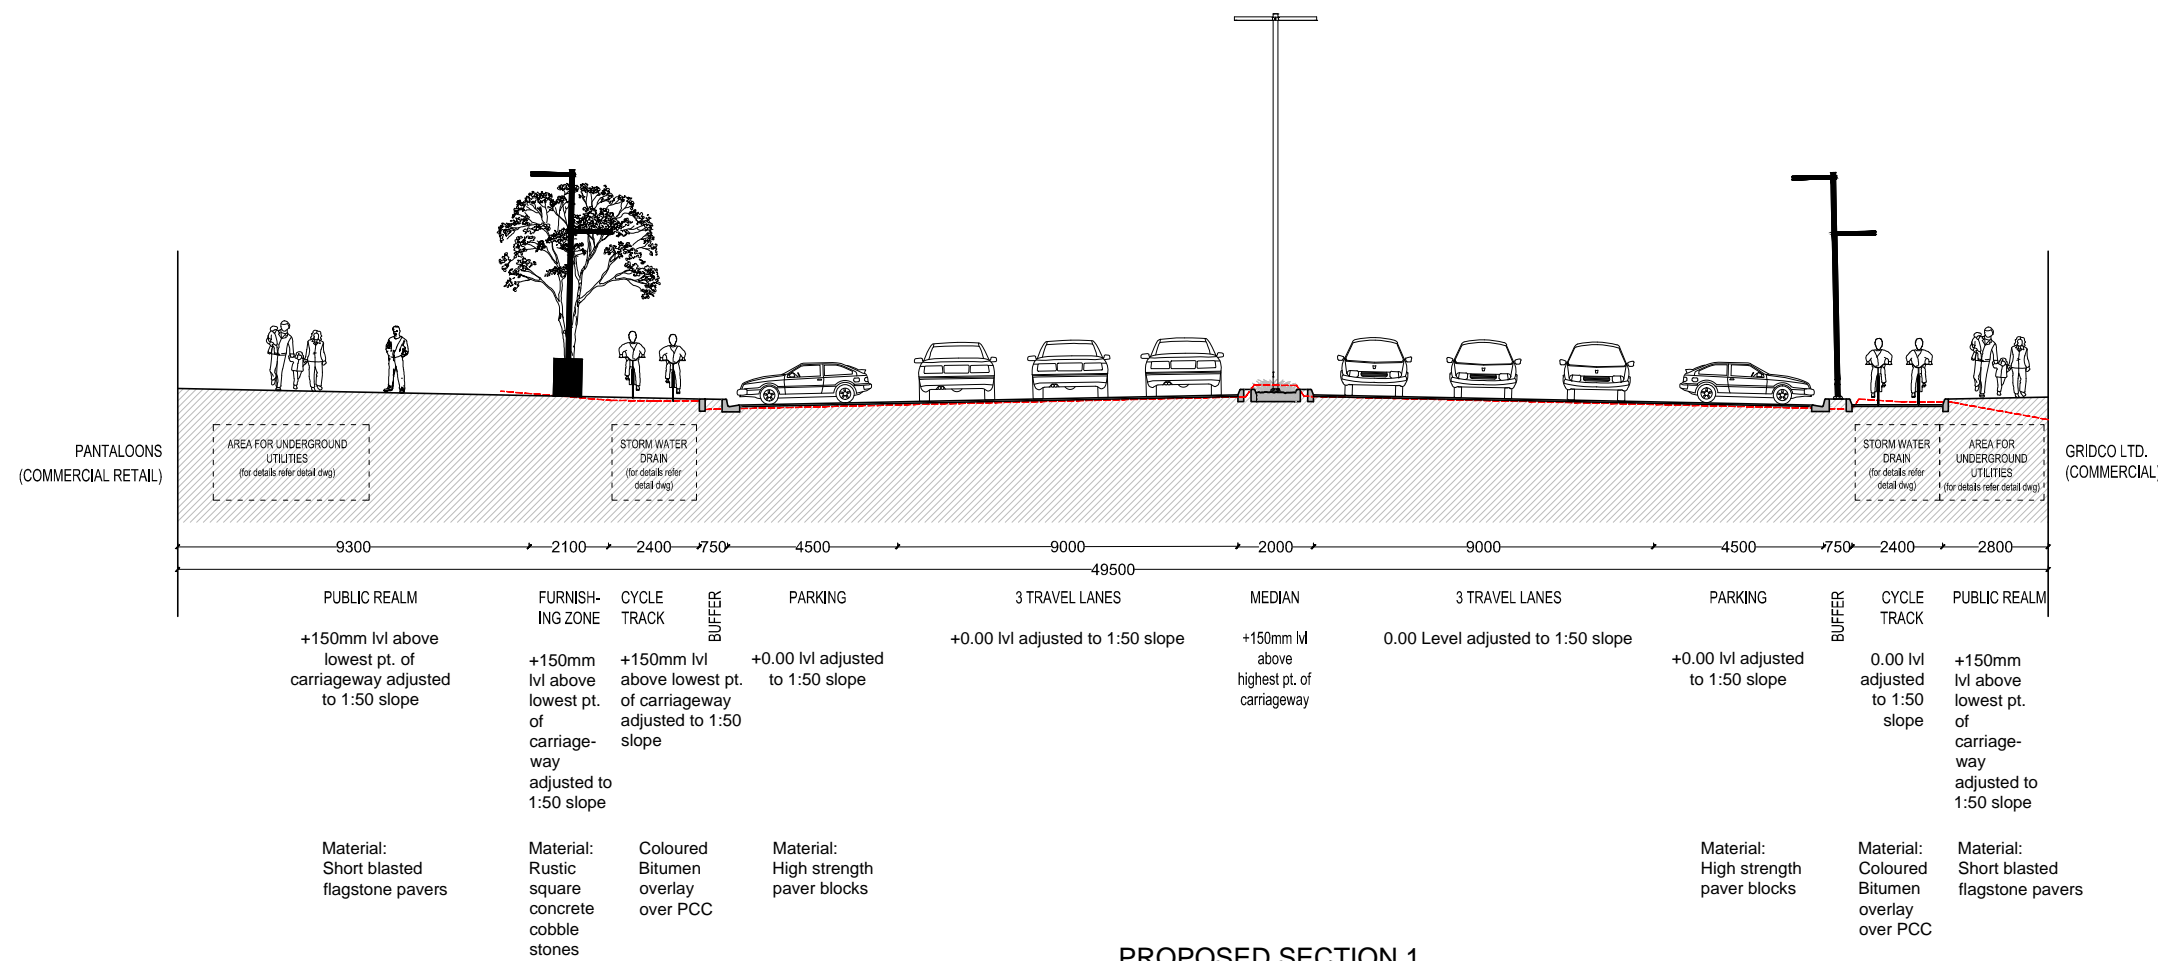 PANTALOONS
(COMMERCIAL RETAIL)
AREA FOR UNDERGROUND
UTILITIES
(for details refer detail dwg)
STORM WATER
DRAIN
(for details refer
detail dwg)
STORM WATER
DRAIN
(for details refer
detail dwg)
AREA FOR
UNDERGROUND
UTILITIES
(for details refer detail dwg)
GRIDCO LTD.
(COMMERCIAL)
9300 2100 2400 750 4500 9000 2000 9000 4500 750 2400 2800
49500
PUBLIC REALM
+150mm lvl above
lowest pt. of
carriageway adjusted
to 1:50 slope
FURNISH-
ING ZONE
+150mm
lvl above
lowest pt.
of
carriage-
way
adjusted to
1:50 slope
CYCLE
TRACK
+150mm lvl
above lowest pt.
of carriageway
adjusted to 1:50
slope
BUFFER
PARKING
+0.00 lvl adjusted
to 1:50 slope
3 TRAVEL LANES
+0.00 lvl adjusted to 1:50 slope
MEDIAN
+150mm lvl
above
highest pt. of
carriageway
3 TRAVEL LANES
0.00 Level adjusted to 1:50 slope
PARKING
+0.00 lvl adjusted
to 1:50 slope
BUFFER
CYCLE
TRACK
0.00 lvl
adjusted
to 1:50
slope
PUBLIC REALM
+150mm
lvl above
lowest pt.
of
carriage-
way
adjusted to
1:50 slope
Material:
Short blasted
flagstone pavers
Material:
Rustic
square
concrete
cobble
stones
Coloured
Bitumen
overlay
over PCC
Material:
High strength
paver blocks
Material:
High strength
paver blocks
Material:
Coloured
Bitumen
overlay
over PCC
Material:
Short blasted
flagstone pavers
PROPOSED SECTION 1